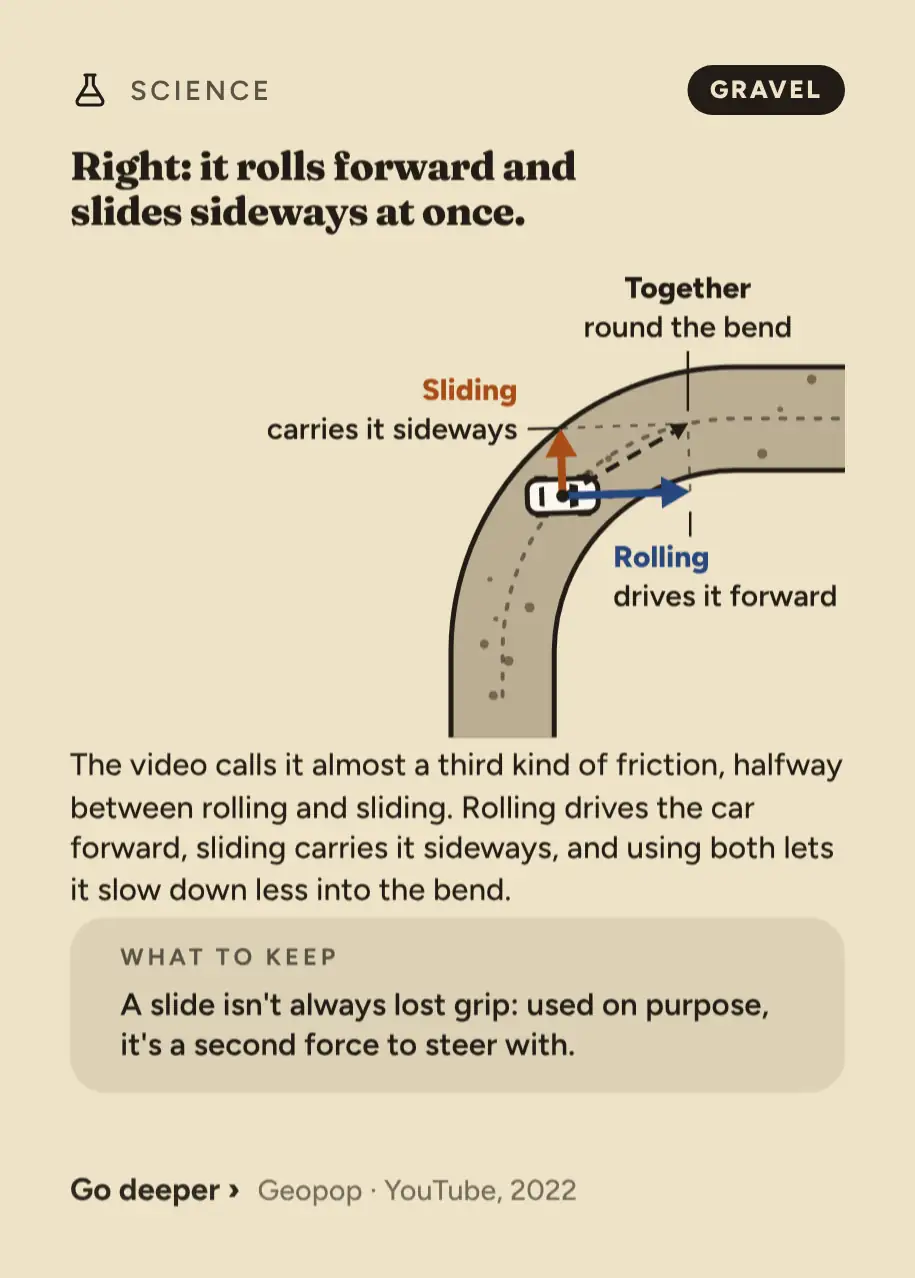 SCIENCE
GRAVEL
Right: it rolls forward and
slides sideways at once.
Together
round the bend
Sliding
carries it sideways
Rolling
drives it forward
The video calls it almost a third kind of friction, halfway
between rolling and sliding. Rolling drives the car
forward, sliding carries it sideways, and using both lets
it slow down less into the bend.
WHAT TO KEEP
A slide isn't always lost grip: used on purpose,
it's a second force to steer with.
Go deeper › Geopop · YouTube, 2022